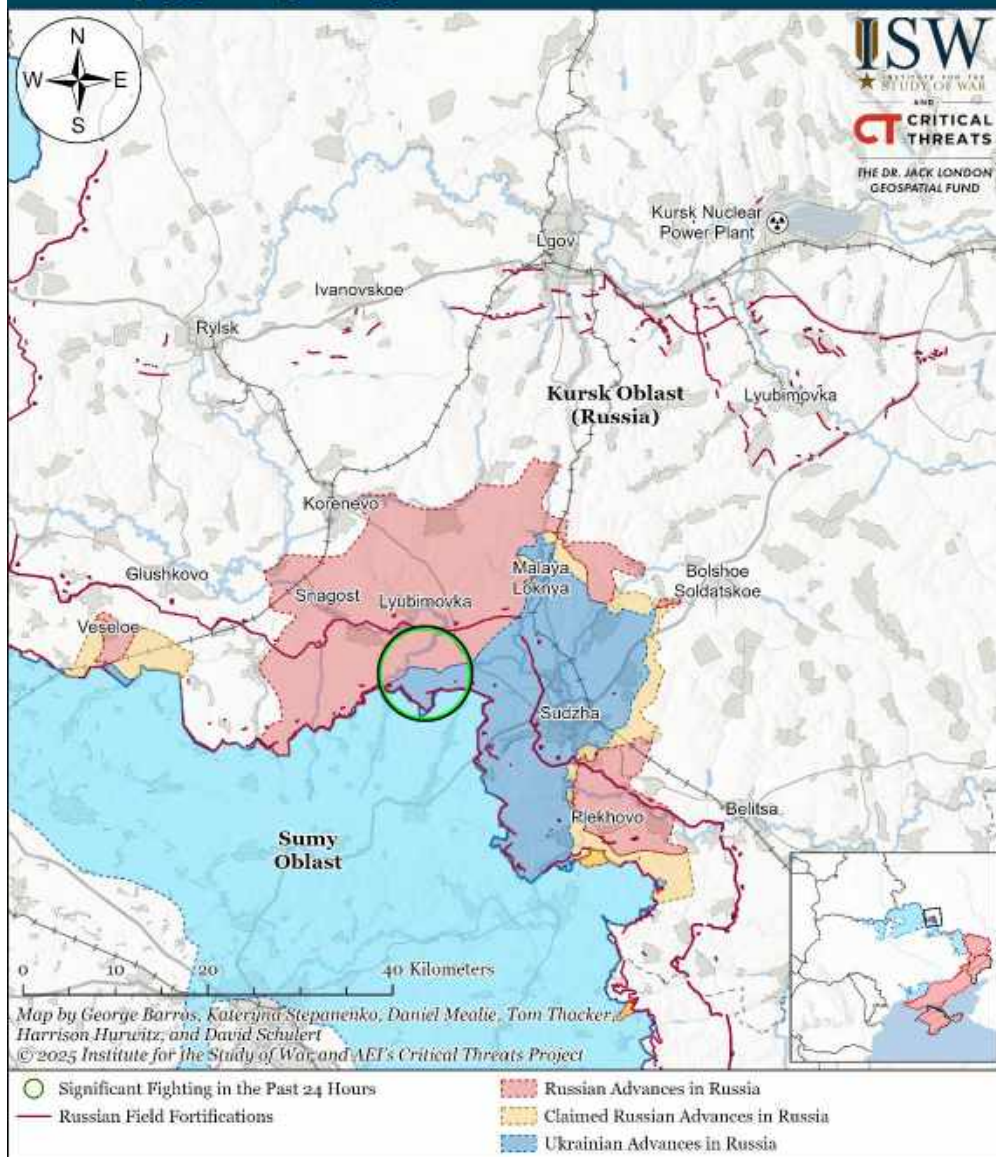 N
W E
S
ISW
INSTITUTE FOR THE
STUDY OF WAR
AND
CT CRITICAL
THREATS
THE DR. JACK LONDON
GEOSPATIAL FUND
Kursk Nuclear
Power Plant
Lgov
Ivanovskoe
Rylsk
Kursk Oblast
(Russia)
Lyubimovka
Korenevo
Glushkovo
Malaya
Loknya
Bolshoe
Soldatskoe
Snagost
Lyubimovka
Veseloe
Sudzha
Plekhovo
Belitsa
Sumy
Oblast
0 10 20 40 Kilometers
Map by George Barros, Kateryna Stepanenko, Daniel Mealie, Tom Thacker,
Harrison Hurwitz, and David Schulert
© 2025 Institute for the Study of War and AEI's Critical Threats Project
Significant Fighting in the Past 24 Hours
Russian Field Fortifications
Russian Advances in Russia
Claimed Russian Advances in Russia
Ukrainian Advances in Russia